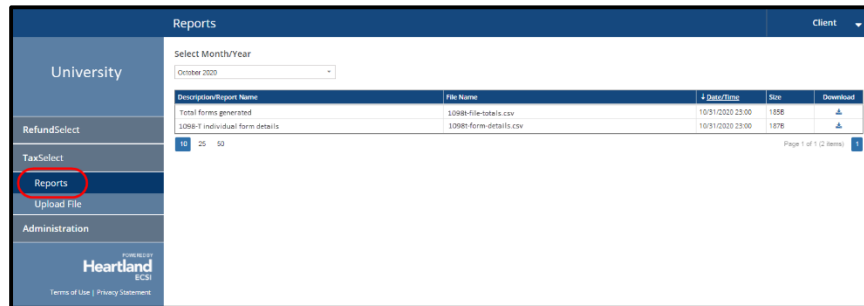 Reports
Client
University
RefundSelect
TaxSelect
Reports
Upload File
Administration
POWERED BY
Heartland
ECSI
Terms of Use | Privacy Statement
Select Month/Year
October 2020
Description/Report Name File Name Date/Time Size Download
Total forms generated 1098t-file-totals.csv 10/31/2020 23:00 185B
1098-T individual form details 1098t-form-details.csv 10/31/2020 23:00 187B
10 25 50 Page 1 of 1 (2 items) 1